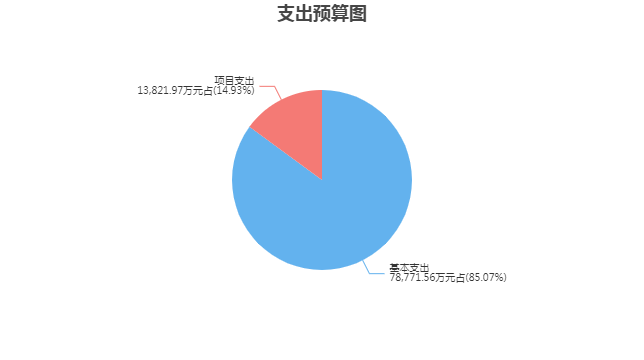 支出预算图
项目支出
13,821.97万元占(14.93%)
基本支出
78,771.56万元占(85.07%)